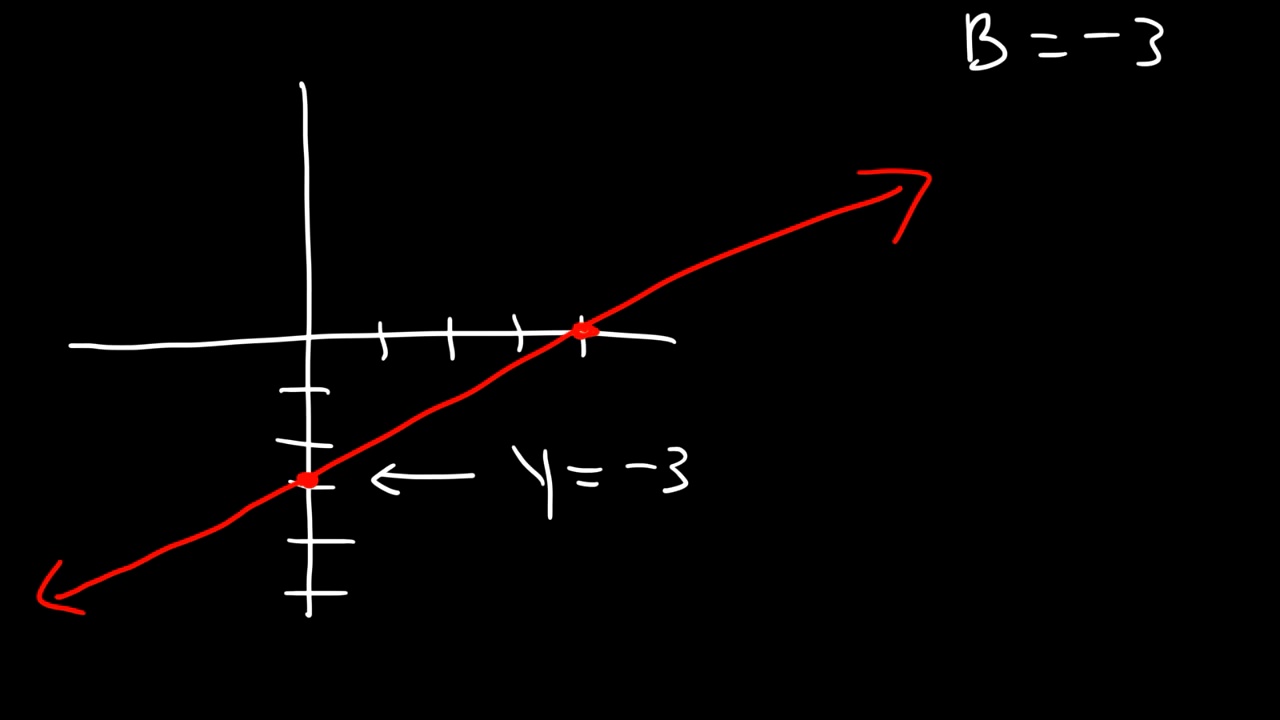 B = -3
y = -3